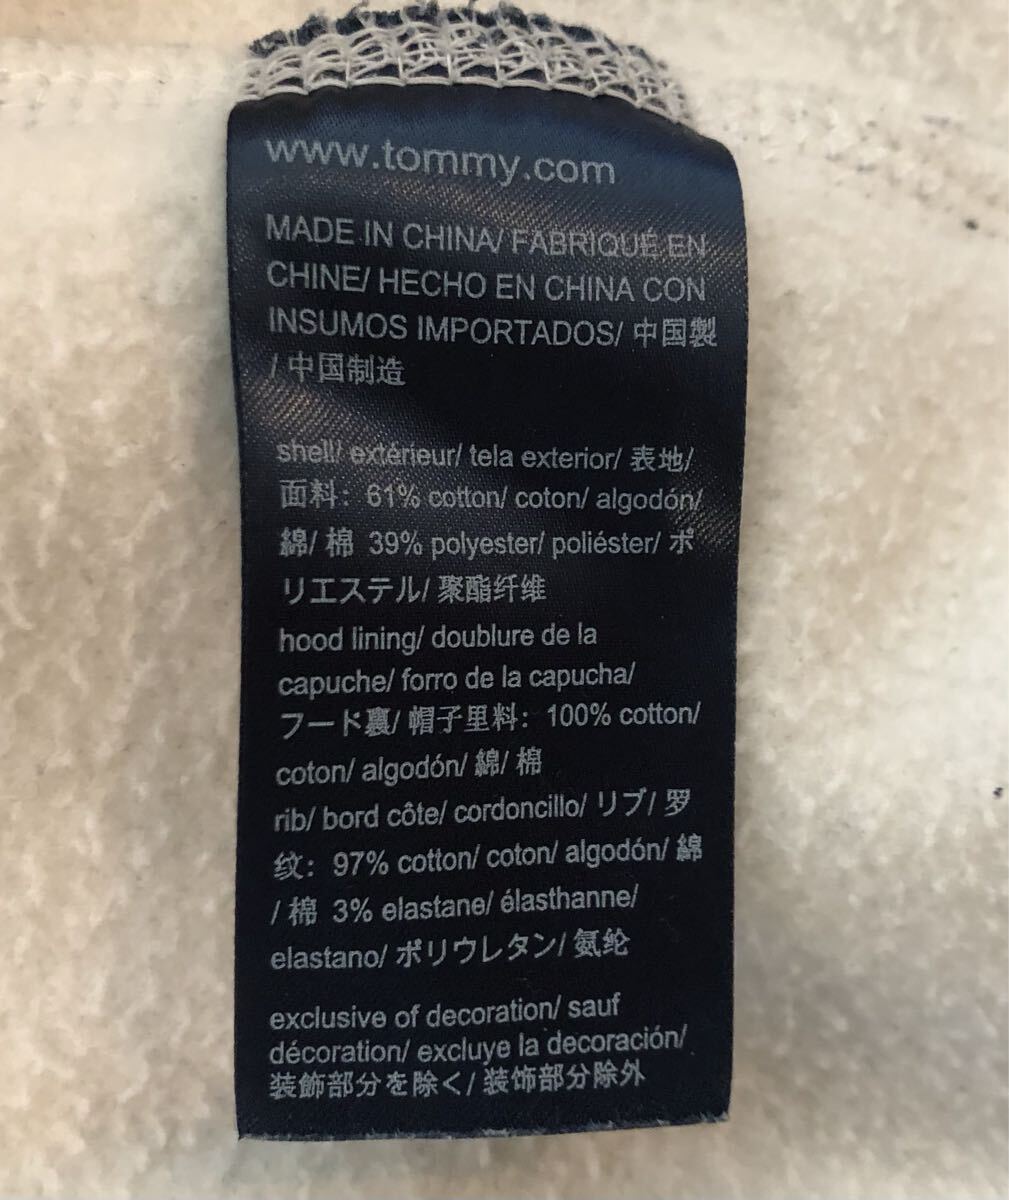 www.tommy.com
MADE IN CHINA/ FABRIQUÉ EN
CHINE/ HECHO EN CHINA CON
INSUMOS IMPORTADOS/ 中国製
/ 中国制造
shell/ extérieur/ tela exterior/ 表地/
面料: 61% cotton/ coton/ algodón/
綿/ 棉 39% polyester/ poliéster/ ポ
リエステル/ 聚酯纤维
hood lining/ doublure de la
capuche/ forro de la capucha/
フード裏/ 帽子里料: 100% cotton/
coton/ algodón/ 綿/ 棉
rib/ bord côte/ cordoncillo/ リブ/ 罗
纹: 97% cotton/ coton/ algodón/ 綿
/ 棉 3% elastane/ élasthanne/
elastano/ ポリウレタン/ 氨纶
exclusive of decoration/ sauf
décoration/ excluye la decoración/
装飾部分を除く/ 装饰部分除外